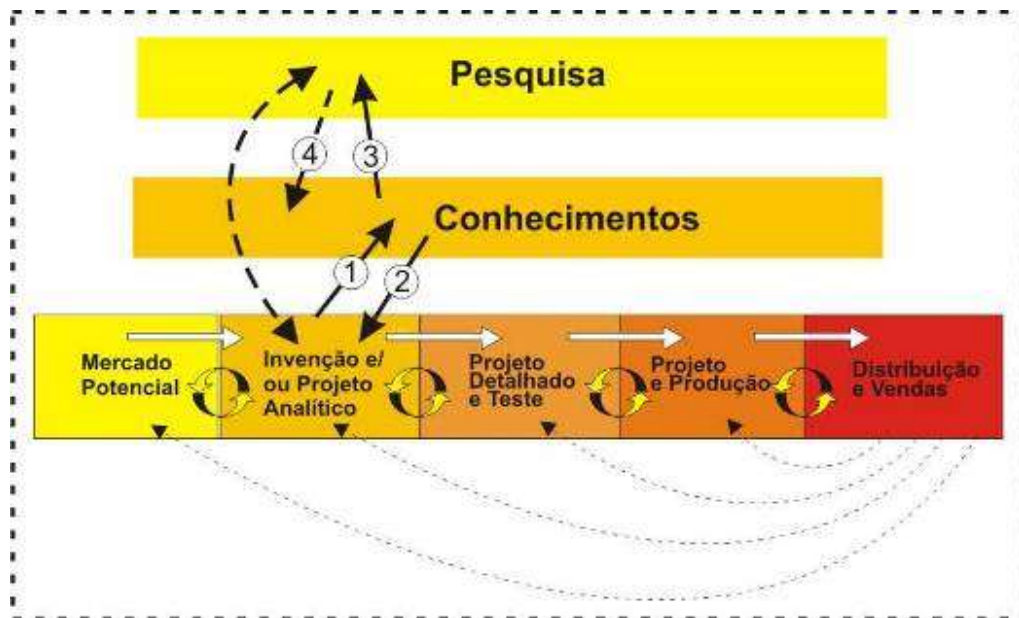 Pesquisa
4
3
Conhecimentos
1
2
Mercado
Potencial
Invenção e/
ou Projeto
Analítico
Projeto
Detalhado
e Teste
Projeto
e Produção
Distribuição
e Vendas